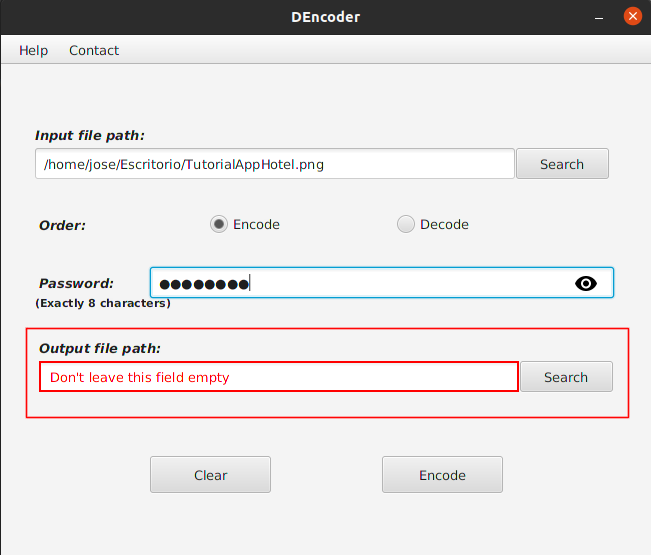 DEncoder
Help Contact
Input file path:
/home/jose/Escritorio/TutorialAppHotel.png Search
Order: Encode Decode
Password: ●●●●●●●●
(Exactly 8 characters)
Output file path:
Don't leave this field empty Search
Clear Encode